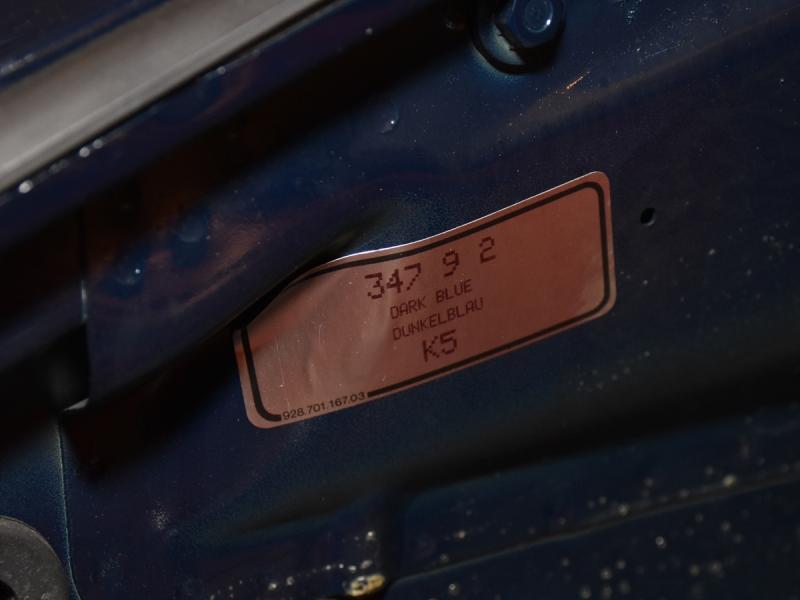 347 9 2
DARK BLUE
DUNKELBLAU
K5
928.701.167.03